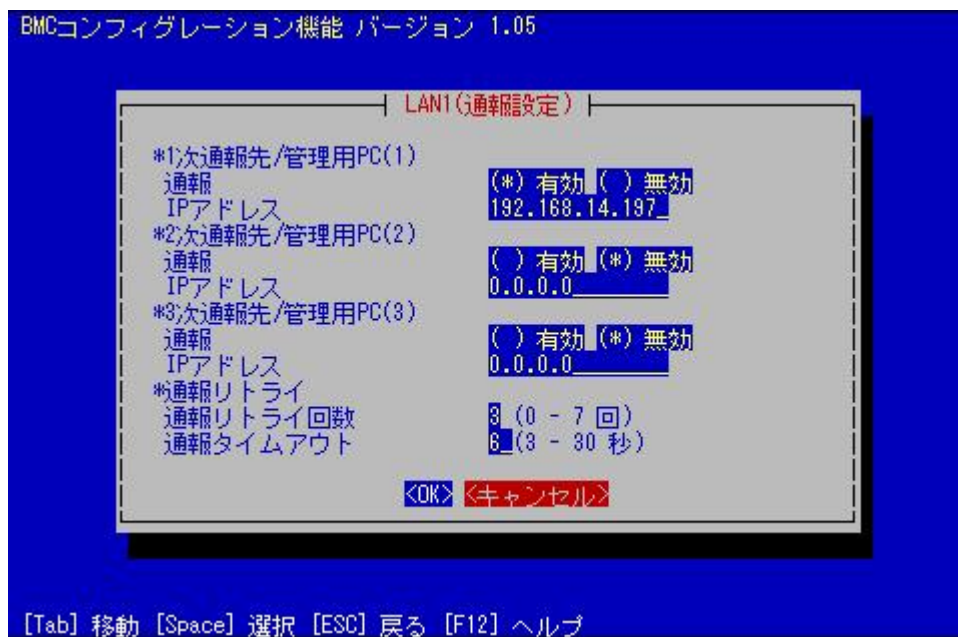 BMCコンフィグレーション機能 バージョン 1.05
LAN1(通報設定)
*1次通報先/管理用PC(1)
通報 (*) 有効 ( ) 無効
IPアドレス 192.168.14.197_
*2次通報先/管理用PC(2)
通報 ( ) 有効 (*) 無効
IPアドレス 0.0.0.0________
*3次通報先/管理用PC(3)
通報 ( ) 有効 (*) 無効
IPアドレス 0.0.0.0________
*通報リトライ
通報リトライ回数 3 (0 - 7 回)
通報タイムアウト 6_(3 - 30 秒)
<OK> <キャンセル>
[Tab] 移動 [Space] 選択 [ESC] 戻る [F12] ヘルプ